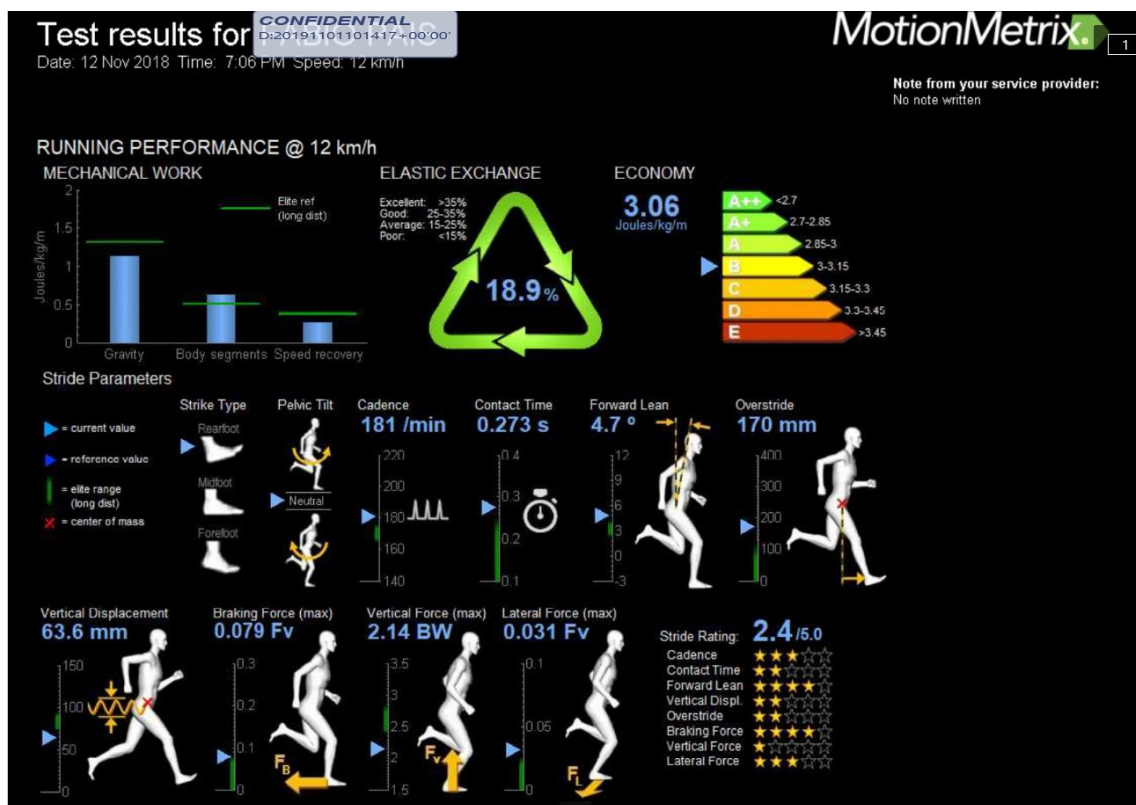 Test results for
CONFIDENTIAL
D:20191101101417+00'00'
Date: 12 Nov 2018 Time: 7:06 PM Speed: 12 km/h
MotionMetrix.
1
Note from your service provider:
No note written
RUNNING PERFORMANCE @ 12 km/h
MECHANICAL WORK
2
1.5
1
0.5
0
Joules/kg/m
Elite ref
(long dist)
Gravity Body segments Speed recovery
ELASTIC EXCHANGE
Excellent: >35%
Good: 25-35%
Average: 15-25%
Poor: <15%
18.9 %
ECONOMY
3.06
Joules/kg/m
A++ <2.7
A+ 2.7-2.85
A 2.85-3
B 3-3.15
C 3.15-3.3
D 3.3-3.45
E >3.45
Stride Parameters
= current value
= reference value
= elite range
(long dist)
= center of mass
Strike Type
Rearfoot
Midfoot
Forefoot
Pelvic Tilt
Neutral
Cadence
181 /min
220
200
180
160
140
Contact Time
0.273 s
0.4
0.3
0.2
0.1
Forward Lean
4.7 º
12
9
6
3
0
-3
Overstride
170 mm
400
300
200
100
0
Vertical Displacement
63.6 mm
150
100
50
0
Braking Force (max)
0.079 Fv
0.3
0.2
0.1
0
FB
Vertical Force (max)
2.14 BW
3.5
3
2.5
2
1.5
Fv
Lateral Force (max)
0.031 Fv
0.1
0.05
0
FL
Stride Rating: 2.4 /5.0
Cadence
Contact Time
Forward Lean
Vertical Displ.
Overstride
Braking Force
Vertical Force
Lateral Force